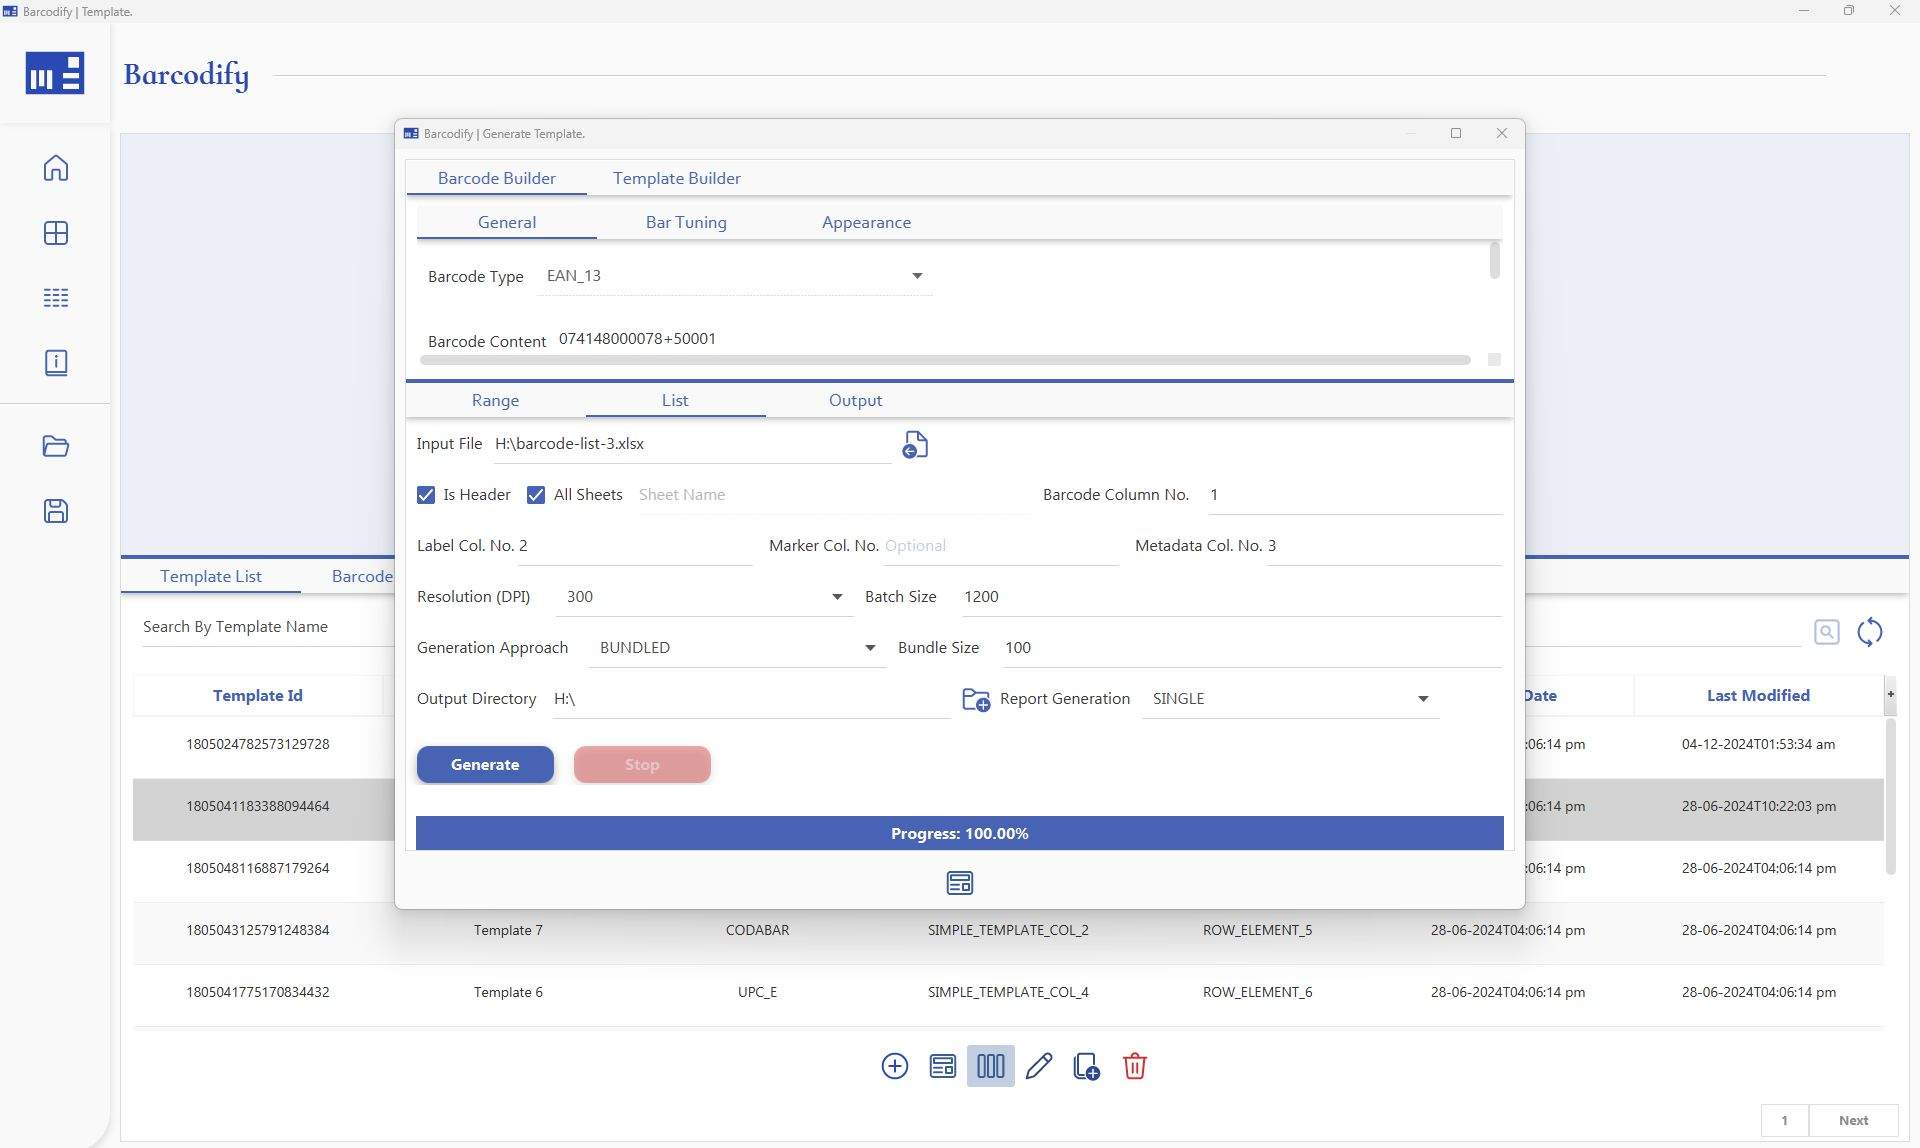 Barcodify | Template.
Barcodify
Barcodify | Generate Template.
Barcode Builder Template Builder
General Bar Tuning Appearance
Barcode Type EAN_13
Barcode Content 074148000078+50001
Range List Output
Input File H:\barcode-list-3.xlsx
Is Header All Sheets Sheet Name Barcode Column No. 1
Label Col. No. 2 Marker Col. No. Optional Metadata Col. No. 3
Resolution (DPI) 300 Batch Size 1200
Generation Approach BUNDLED Bundle Size 100
Output Directory H:\ Report Generation SINGLE
Generate Stop
Progress: 100.00%
Template List Barcode
Search By Template Name
Template Id Date Last Modified +
1805024782573129728 :06:14 pm 04-12-2024T01:53:34 am
1805041183388094464 :06:14 pm 28-06-2024T10:22:03 pm
1805048116887179264 :06:14 pm 28-06-2024T04:06:14 pm
1805043125791248384 Template 7 CODABAR SIMPLE_TEMPLATE_COL_2 ROW_ELEMENT_5 28-06-2024T04:06:14 pm 28-06-2024T04:06:14 pm
1805041775170834432 Template 6 UPC_E SIMPLE_TEMPLATE_COL_4 ROW_ELEMENT_6 28-06-2024T04:06:14 pm 28-06-2024T04:06:14 pm
1 Next